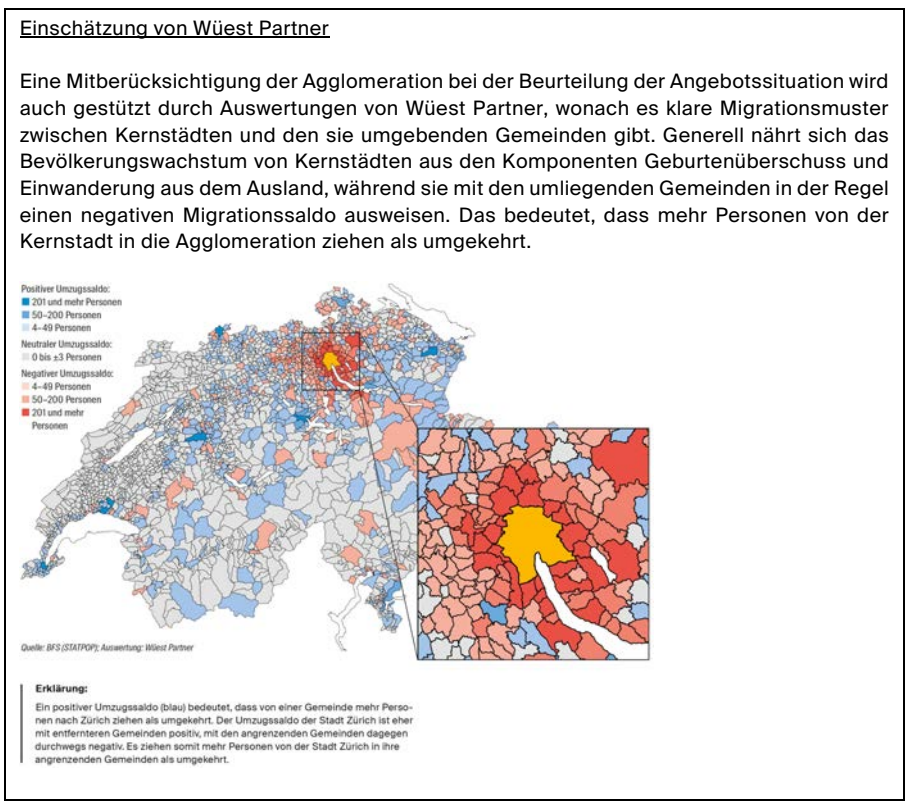 Einschätzung von Wüest Partner
Eine Mitberücksichtigung der Agglomeration bei der Beurteilung der Angebotssituation wird
auch gestützt durch Auswertungen von Wüest Partner, wonach es klare Migrationsmuster
zwischen Kernstädten und den sie umgebenden Gemeinden gibt. Generell nährt sich das
Bevölkerungswachstum von Kernstädten aus den Komponenten Geburtenüberschuss und
Einwanderung aus dem Ausland, während sie mit den umliegenden Gemeinden in der Regel
einen negativen Migrationssaldo ausweisen. Das bedeutet, dass mehr Personen von der
Kernstadt in die Agglomeration ziehen als umgekehrt.
Positiver Umzugssaldo:
201 und mehr Personen
50–200 Personen
4–49 Personen
Neutraler Umzugssaldo:
0 bis ±3 Personen
Negativer Umzugssaldo:
4–49 Personen
50–200 Personen
201 und mehr
Personen
Quelle: BFS (STATPOP); Auswertung: Wüest Partner
Erklärung:
Ein positiver Umzugssaldo (blau) bedeutet, dass von einer Gemeinde mehr Perso-
nen nach Zürich ziehen als umgekehrt. Der Umzugssaldo der Stadt Zürich ist eher
mit entfernteren Gemeinden positiv, mit den angrenzenden Gemeinden dagegen
durchwegs negativ. Es ziehen somit mehr Personen von der Stadt Zürich in ihre
angrenzenden Gemeinden als umgekehrt.